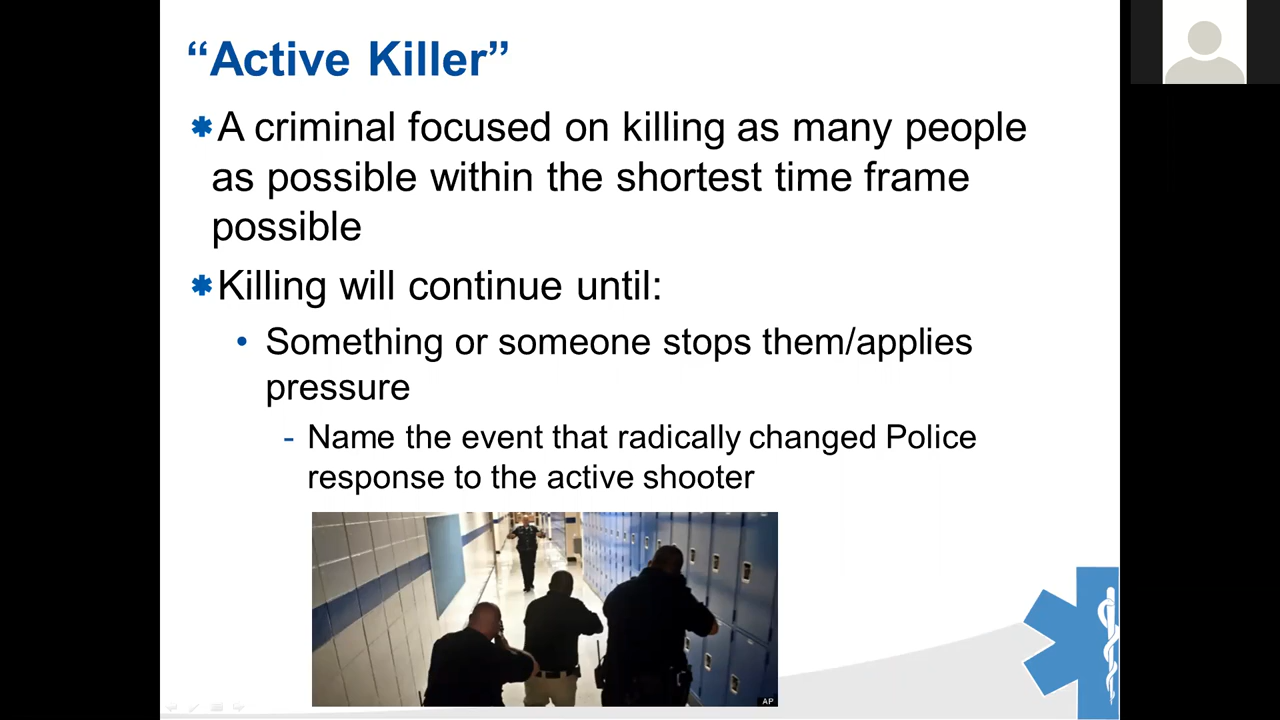 “Active Killer”
A criminal focused on killing as many people
as possible within the shortest time frame
possible
Killing will continue until:
• Something or someone stops them/applies
pressure
- Name the event that radically changed Police
response to the active shooter
AP